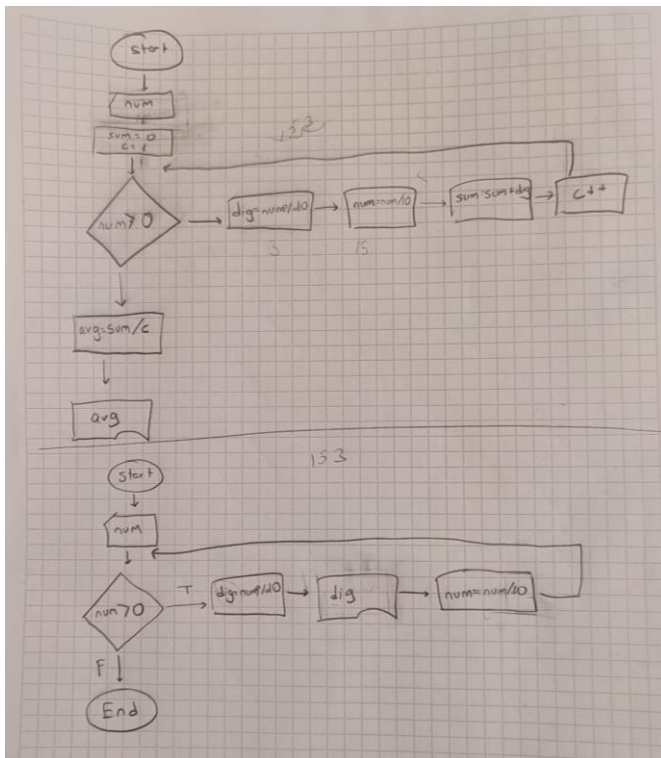 Start
num
sum = 0
153
num > 0
dig=num%10
num=num/10
sum=sum+dig
c++
3
15
avg=sum/c
avg
153
Start
num
num>0
T
dig=num%10
dig
num=num/10
F
End